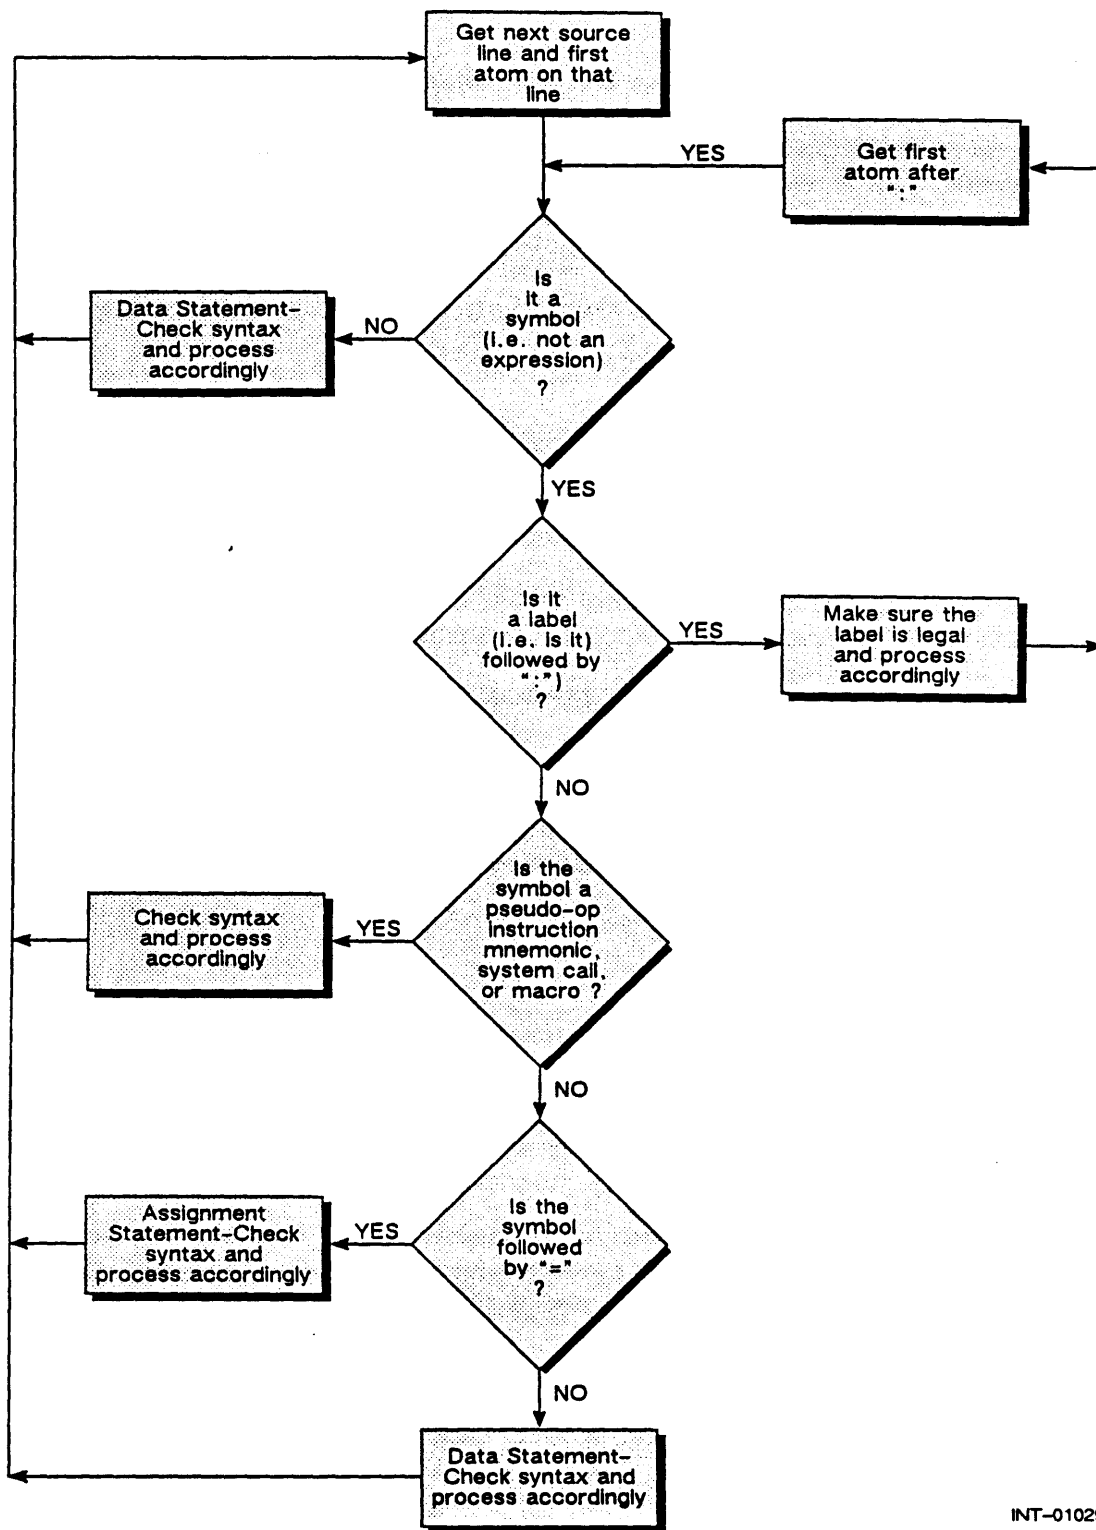 Get next source
line and first
atom on that
line
YES
Get first
atom after
":"
Is
it a
symbol
(i.e. not an
expression)
?
NO
Data Statement-
Check syntax
and process
accordingly
YES
Is it
a label
(i.e. is it)
followed by
":")
?
YES
Make sure the
label is legal
and process
accordingly
NO
Is the
symbol a
pseudo-op
instruction
mnemonic,
system call,
or macro ?
YES
Check syntax
and process
accordingly
NO
Is the
symbol
followed
by "="
?
YES
Assignment
Statement-Check
syntax and
process accordingly
NO
Data Statement-
Check syntax and
process accordingly
INT-01029